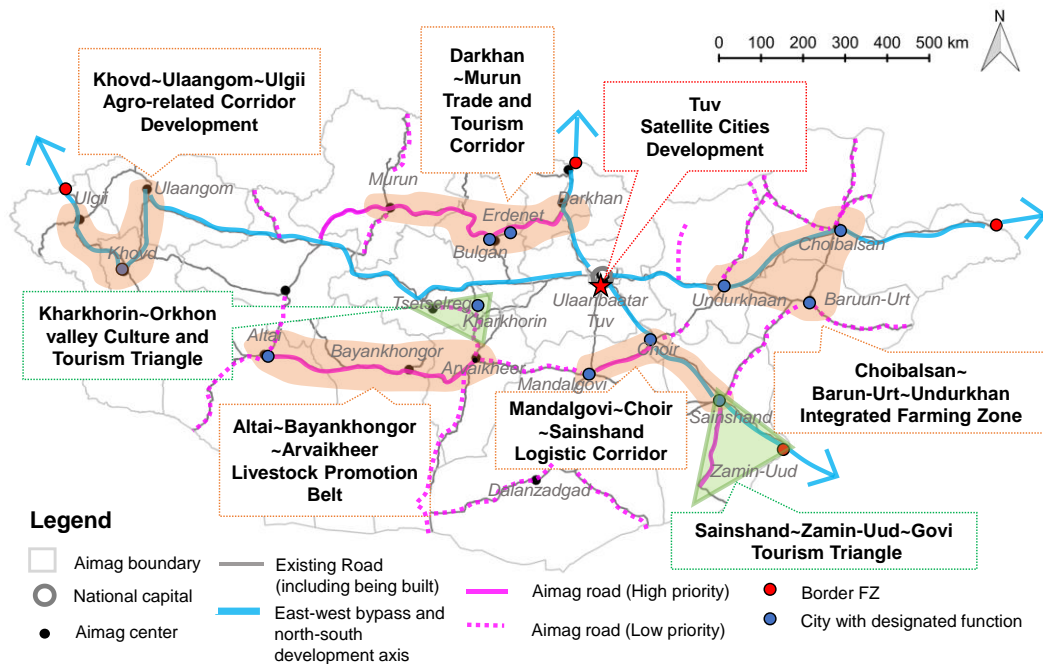 N
0 100 200 300 400 500 km
Khovd~Ulaangom~Ulgii
Agro-related Corridor
Development
Darkhan
~Murun
Trade and
Tourism
Corridor
Tuv
Satellite Cities
Development
Ulgii
Ulaangom
Khovd
Murun
Erdenet
Bulgan
Darkhan
Choibalsan
Undurkhaan
Baruun-Urt
Ulaanbaatar
Tuv
Tsetserleg
Kharkhorin
Kharkhorin~Orkhon
valley Culture and
Tourism Triangle
Altai
Bayankhongor
Arvaikheer
Mandalgovi
Choir
Sainshand
Zamin-Uud
Dalanzadgad
Altai~Bayankhongor
~Arvaikheer
Livestock Promotion
Belt
Mandalgovi~Choir
~Sainshand
Logistic Corridor
Choibalsan~
Barun-Urt~Undurkhan
Integrated Farming Zone
Sainshand~Zamin-Uud~Govi
Tourism Triangle
Legend
Aimag boundary
National capital
Aimag center
Existing Road
(including being built)
East-west bypass and
north-south
development axis
Aimag road (High priority)
Aimag road (Low priority)
Border FZ
City with designated function